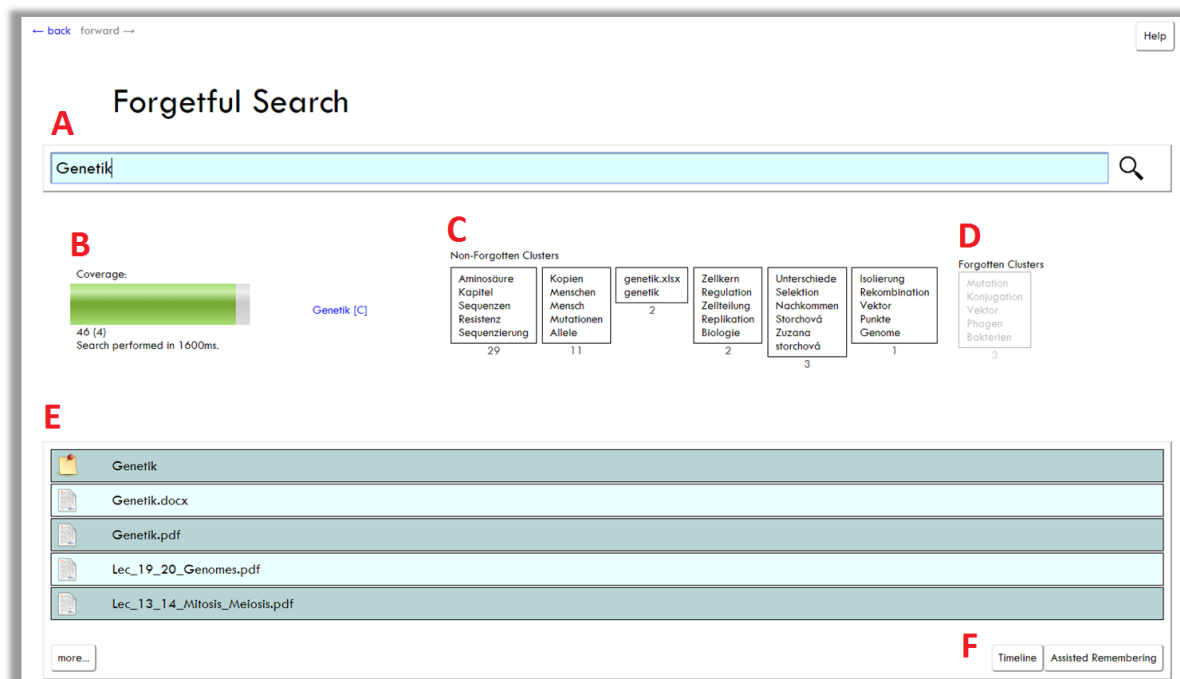 ← back forward →
Help
Forgetful Search
A
Genetik
B
Coverage:
46 (4)
Search performed in 1600ms.
Genetik [C]
C
Non-Forgotten Clusters
Aminosäure
Kapitel
Sequenzen
Resistenz
Sequenzierung
29
Kopien
Menschen
Mensch
Mutationen
Allele
11
genetik.xlsx
genetik
2
Zellkern
Regulation
Zellteilung
Replikation
Biologie
2
Unterschiede
Selektion
Nachkommen
Storchová
Zuzana
storchová
3
Isolierung
Rekombination
Vektor
Punkte
Genome
1
D
Forgotten Clusters
Mutation
Konjugation
Vektor
Phagen
Bakterien
3
E
Genetik
Genetik.docx
Genetik.pdf
Lec_19_20_Genomes.pdf
Lec_13_14_Mitosis_Meiosis.pdf
more...
F
Timeline
Assisted Remembering